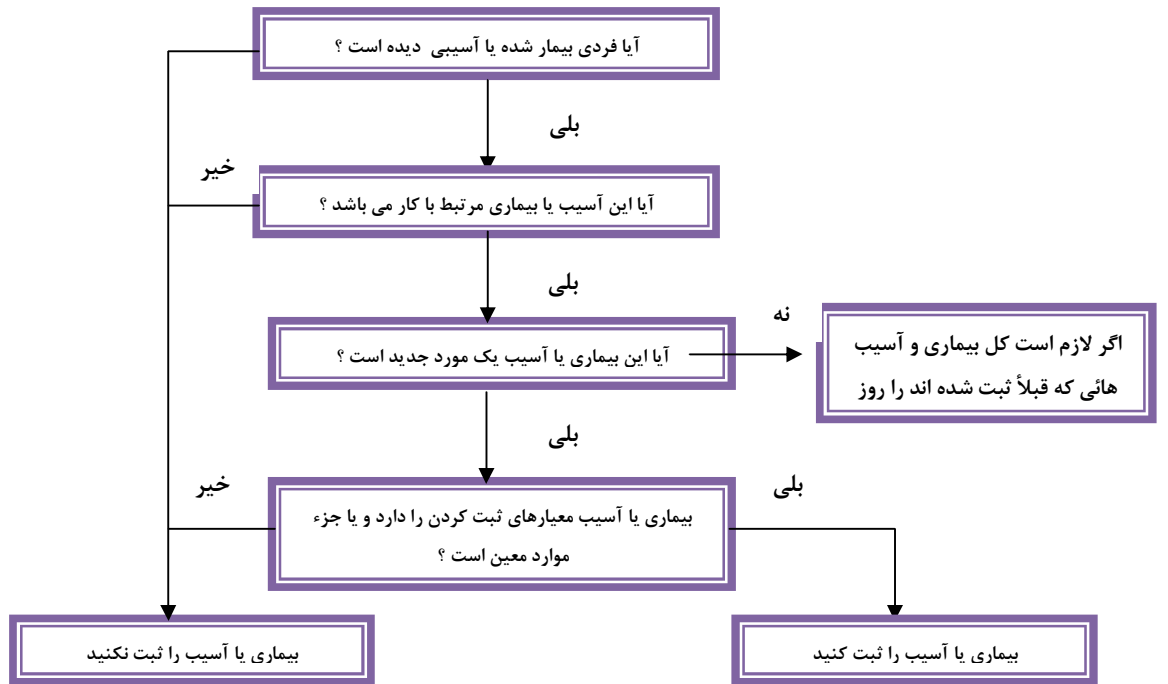 آیا فردی بیمار شده یا آسیبی دیده است ؟
بلی
خیر
آیا این آسیب یا بیماری مرتبط با کار می باشد ؟
بلی
نه
آیا این بیماری یا آسیب یک مورد جدید است ؟
اگر لازم است کل بیماری و آسیب
هائی که قبلأ ثبت شده اند را روز
بلی
خیر
بلی
بیماری یا آسیب معیارهای ثبت کردن را دارد و یا جزء
موارد معین است ؟
بیماری یا آسیب را ثبت کنید
بیماری یا آسیب را ثبت نکنید